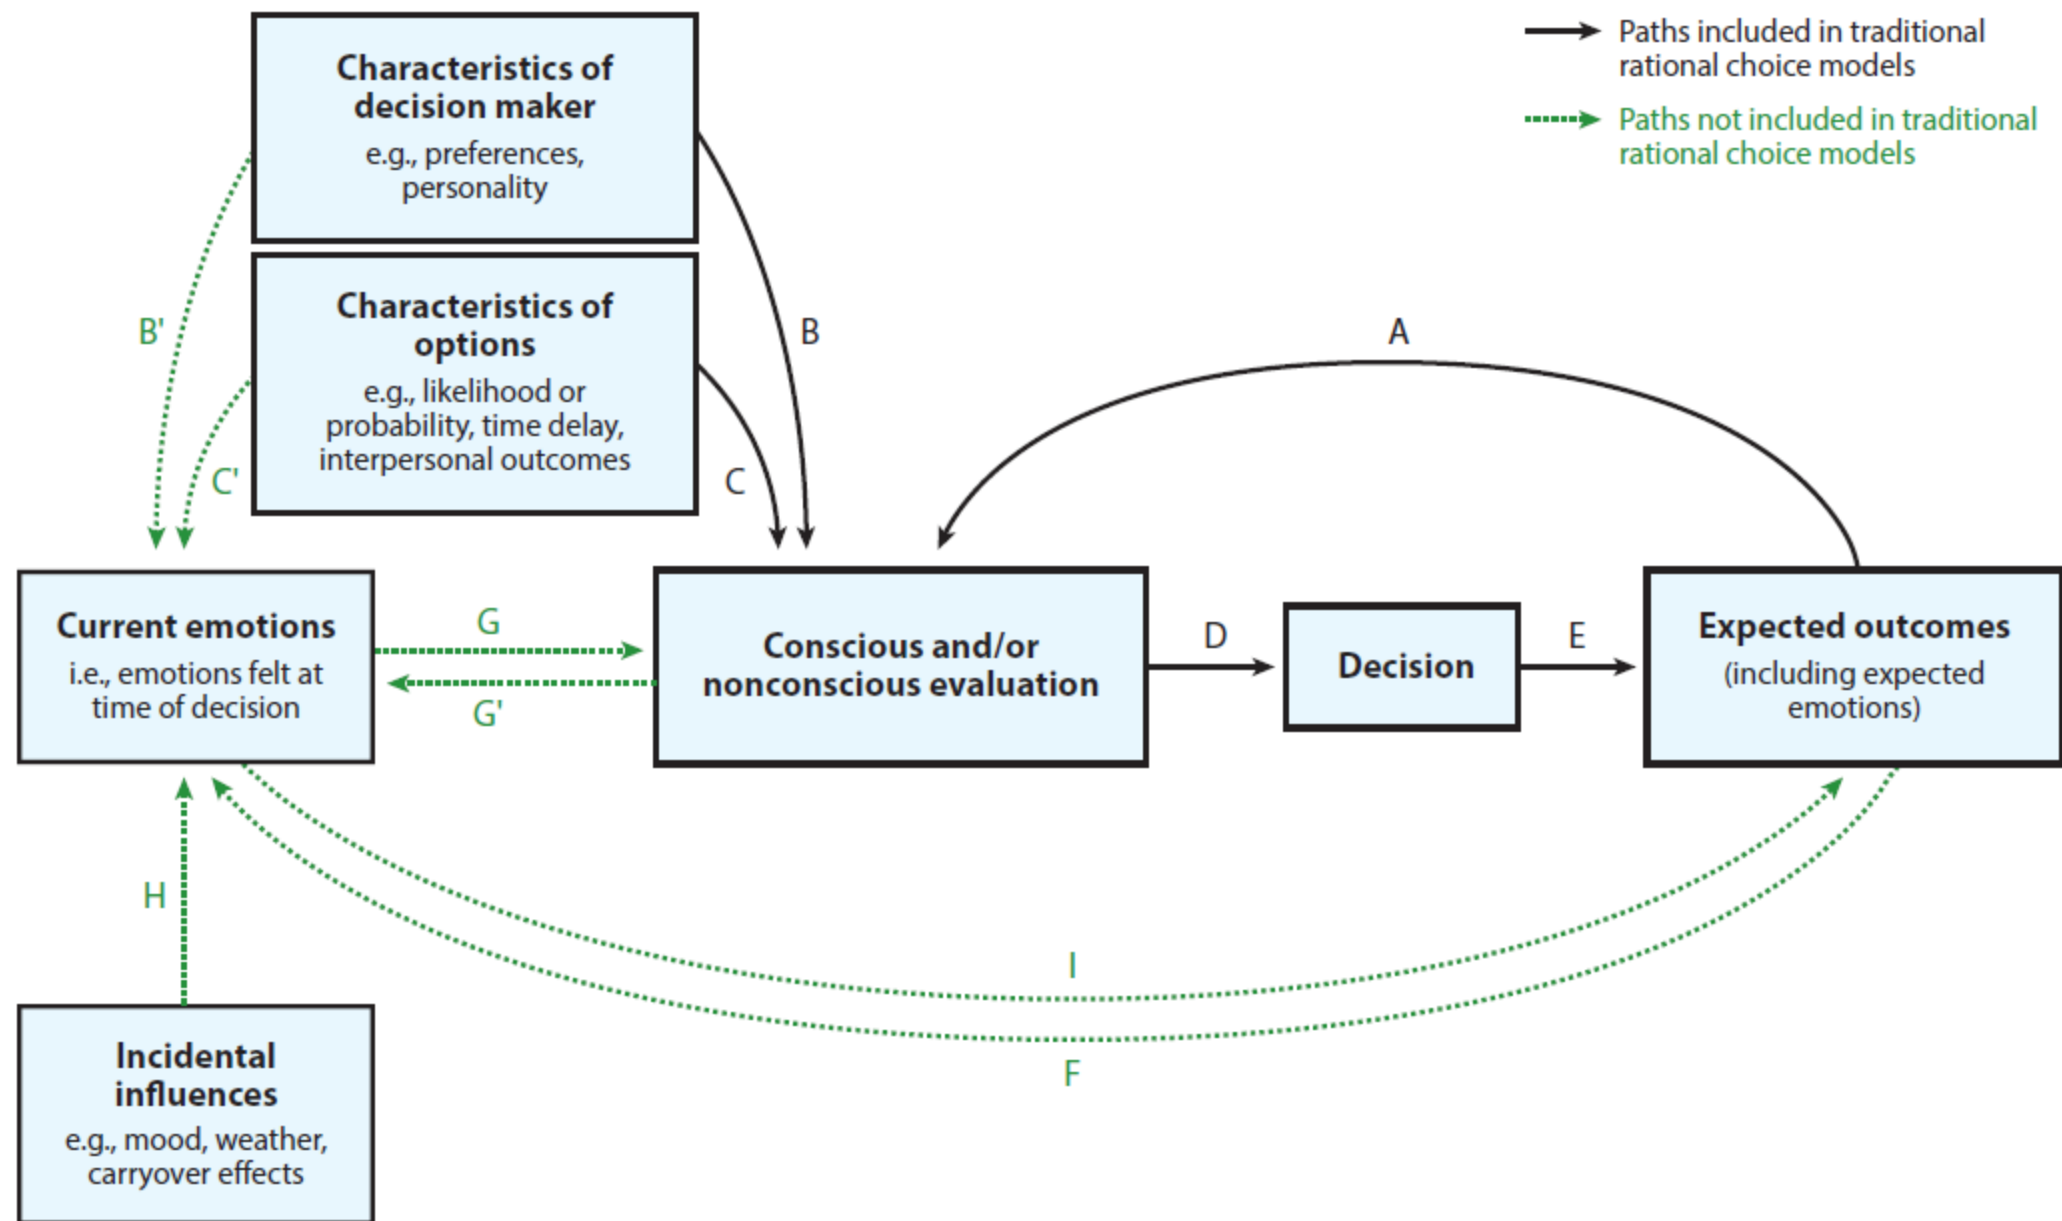 Characteristics of
decision maker
e.g., preferences,
personality
Paths included in traditional
rational choice models
Paths not included in traditional
rational choice models
Characteristics of
options
e.g., likelihood or
probability, time delay,
interpersonal outcomes
B'
C'
B
C
A
Current emotions
i.e., emotions felt at
time of decision
G
G'
Conscious and/or
nonconscious evaluation
D
Decision
E
Expected outcomes
(including expected
emotions)
H
I
F
Incidental
influences
e.g., mood, weather,
carryover effects